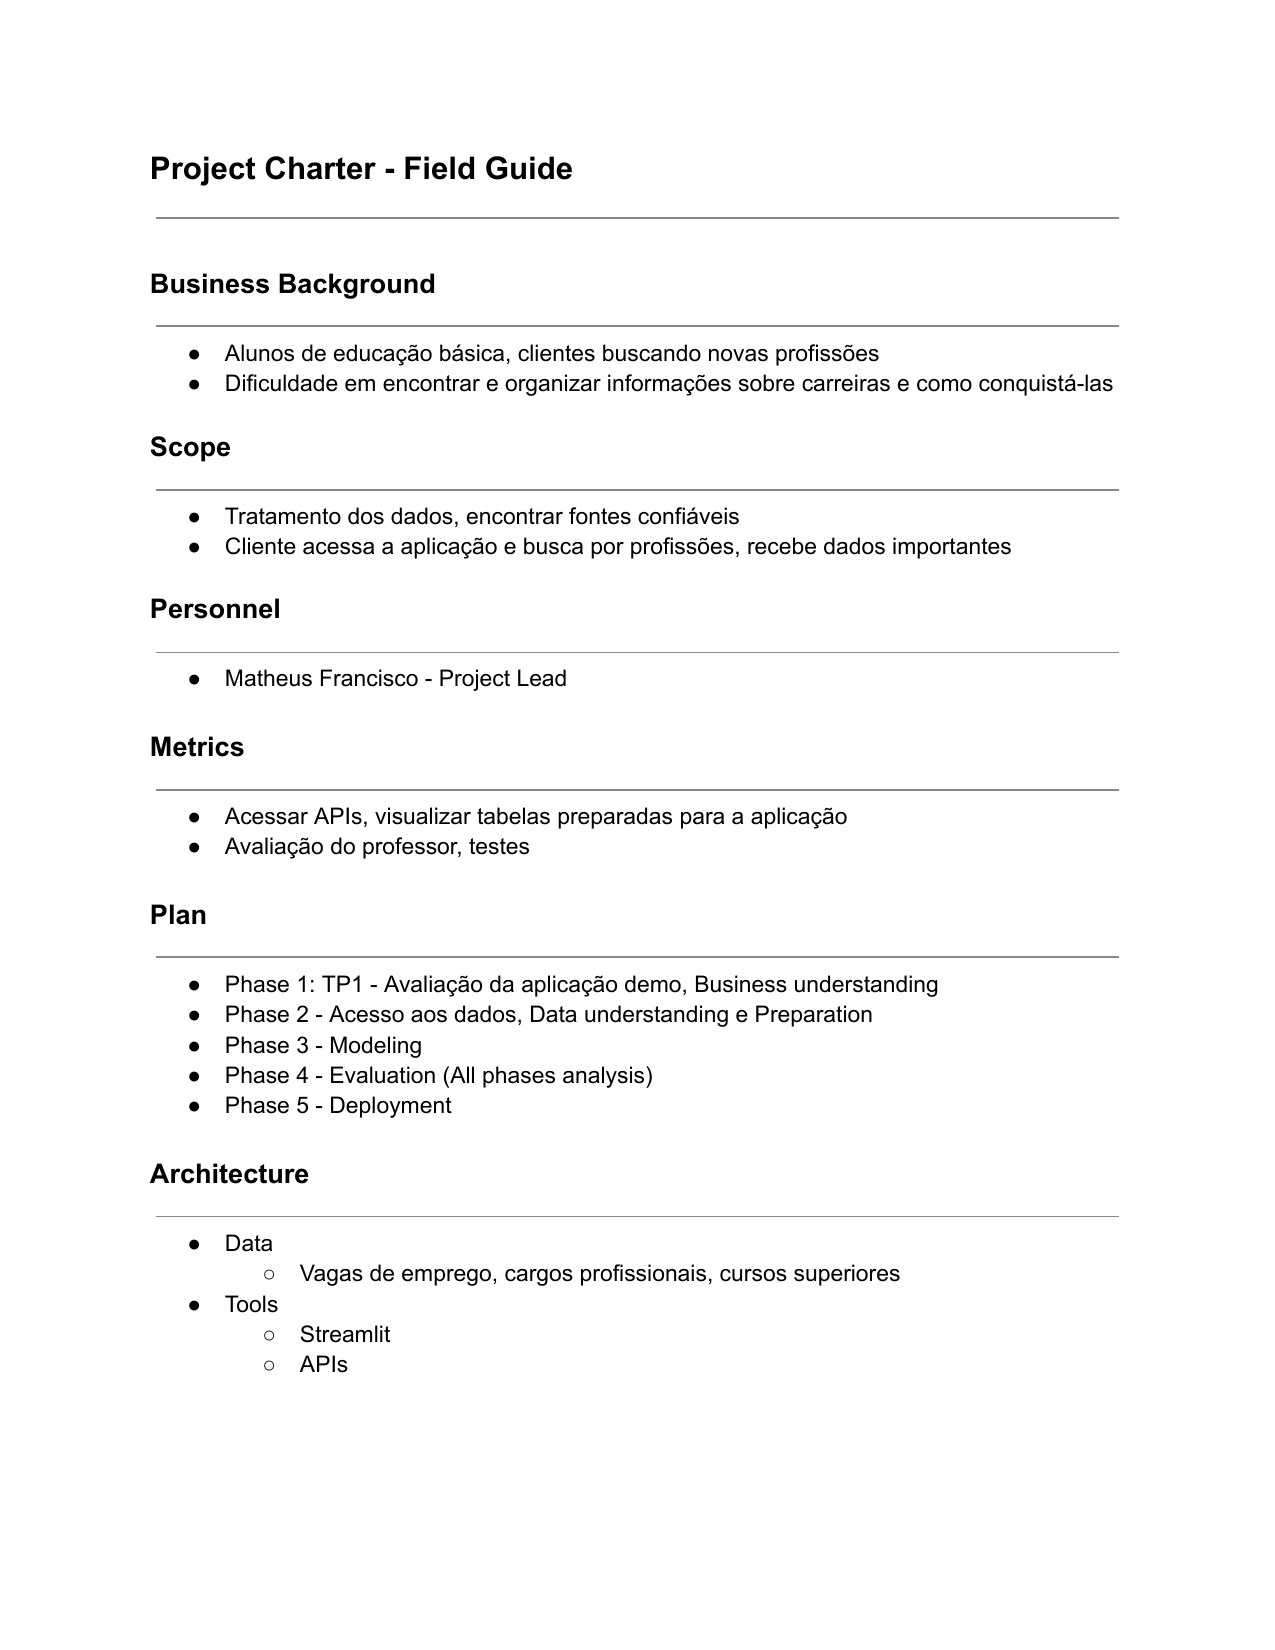 Project Charter - Field Guide
Business Background
● Alunos de educação básica, clientes buscando novas profissões
● Dificuldade em encontrar e organizar informações sobre carreiras e como conquistá-las
Scope
● Tratamento dos dados, encontrar fontes confiáveis
● Cliente acessa a aplicação e busca por profissões, recebe dados importantes
Personnel
● Matheus Francisco - Project Lead
Metrics
● Acessar APIs, visualizar tabelas preparadas para a aplicação
● Avaliação do professor, testes
Plan
● Phase 1: TP1 - Avaliação da aplicação demo, Business understanding
● Phase 2 - Acesso aos dados, Data understanding e Preparation
● Phase 3 - Modeling
● Phase 4 - Evaluation (All phases analysis)
● Phase 5 - Deployment
Architecture
● Data
○ Vagas de emprego, cargos profissionais, cursos superiores
● Tools
○ Streamlit
○ APIs